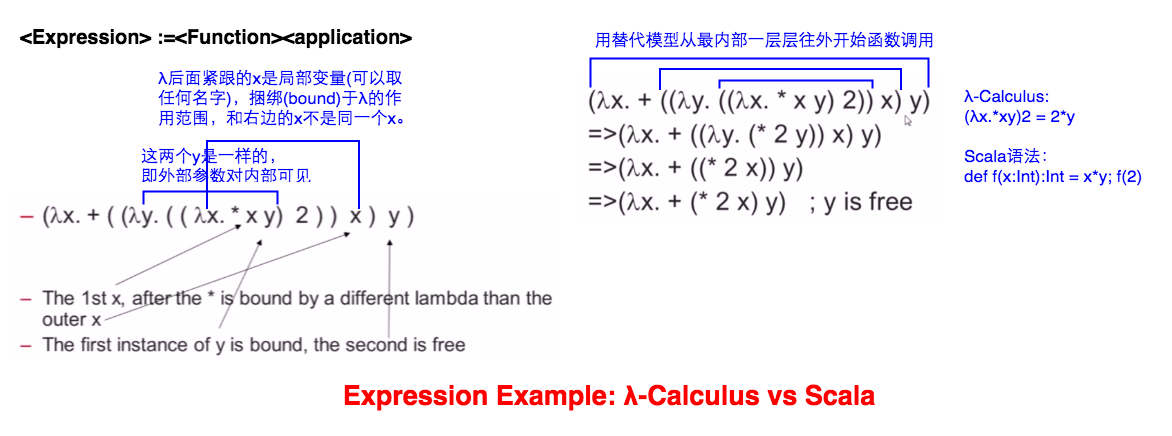 <Expression> :=<Function><application>
λ后面紧跟的x是局部变量(可以取
任何名字)，捆绑(bound)于λ的作
用范围，和右边的x不是同一个x。
这两个y是一样的，
即外部参数对内部可见
– (λx. + ( (λy. ( ( λx. * x y) 2 ) ) x ) y )
– The 1st x, after the * is bound by a different lambda than the
outer x
– The first instance of y is bound, the second is free
用替代模型从最内部一层层往外开始函数调用
(λx. + ((λy. ((λx. * x y) 2)) x) y)
=>(λx. + ((λy. (* 2 y)) x) y)
=>(λx. + ((* 2 x)) y)
=>(λx. + (* 2 x) y) ; y is free
λ-Calculus:
(λx.*xy)2 = 2*y
Scala语法：
def f(x:Int):Int = x*y; f(2)
Expression Example: λ-Calculus vs Scala